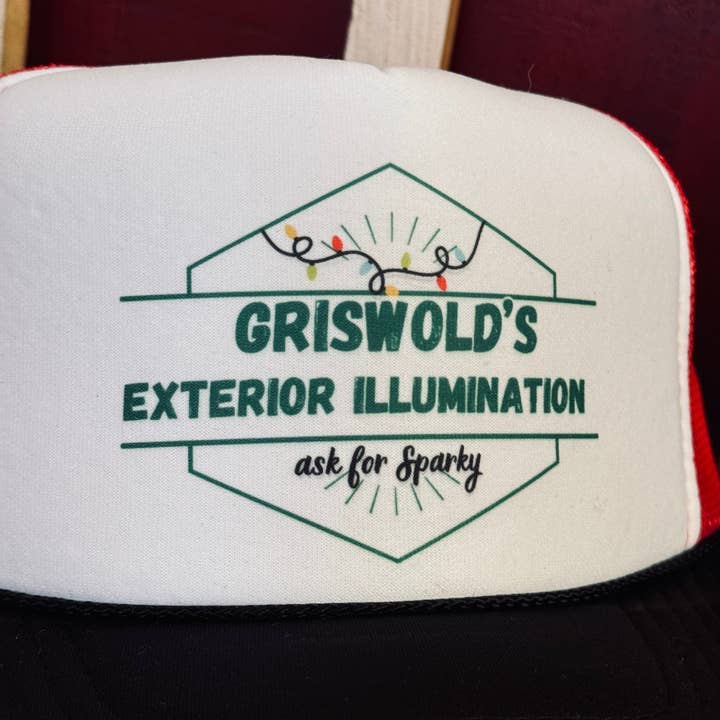 GRISWOLD'S
EXTERIOR ILLUMINATION
ask for Sparky